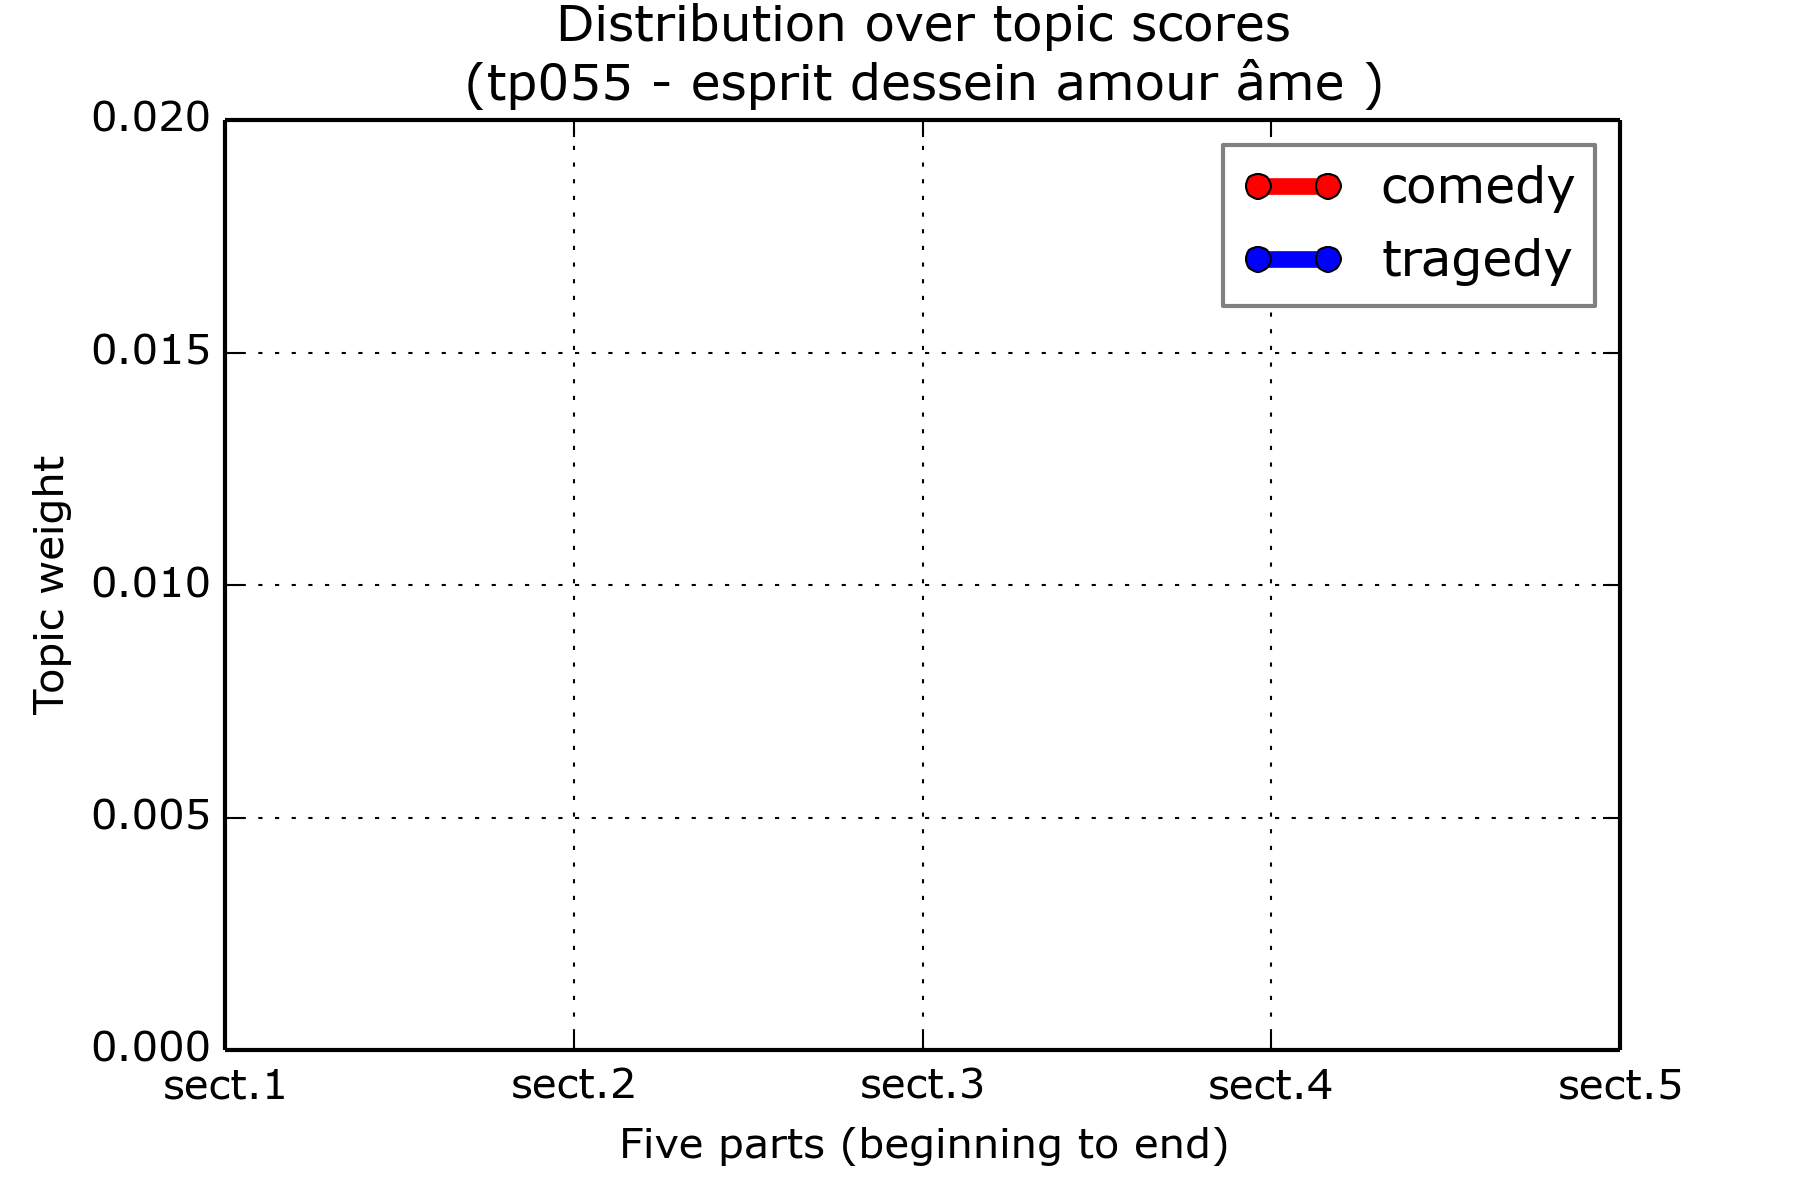 Distribution over topic scores
(tp055 - esprit dessein amour âme )
0.020
comedy
tragedy
0.015
0.010
Topic weight
0.005
0.000
sect.1 sect.2 sect.3 sect.4 sect.5
Five parts (beginning to end)